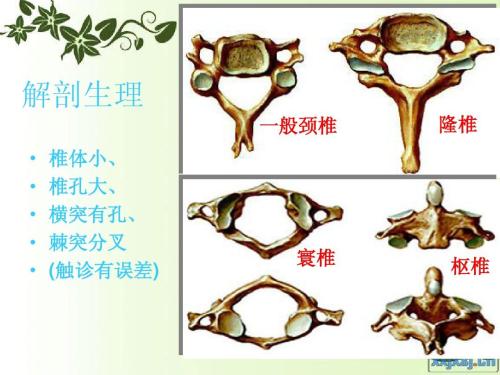 解剖生理
• 椎体小、
• 椎孔大、
• 横突有孔、
• 棘突分叉
• (触诊有误差)
一般颈椎
隆椎
寰椎
枢椎